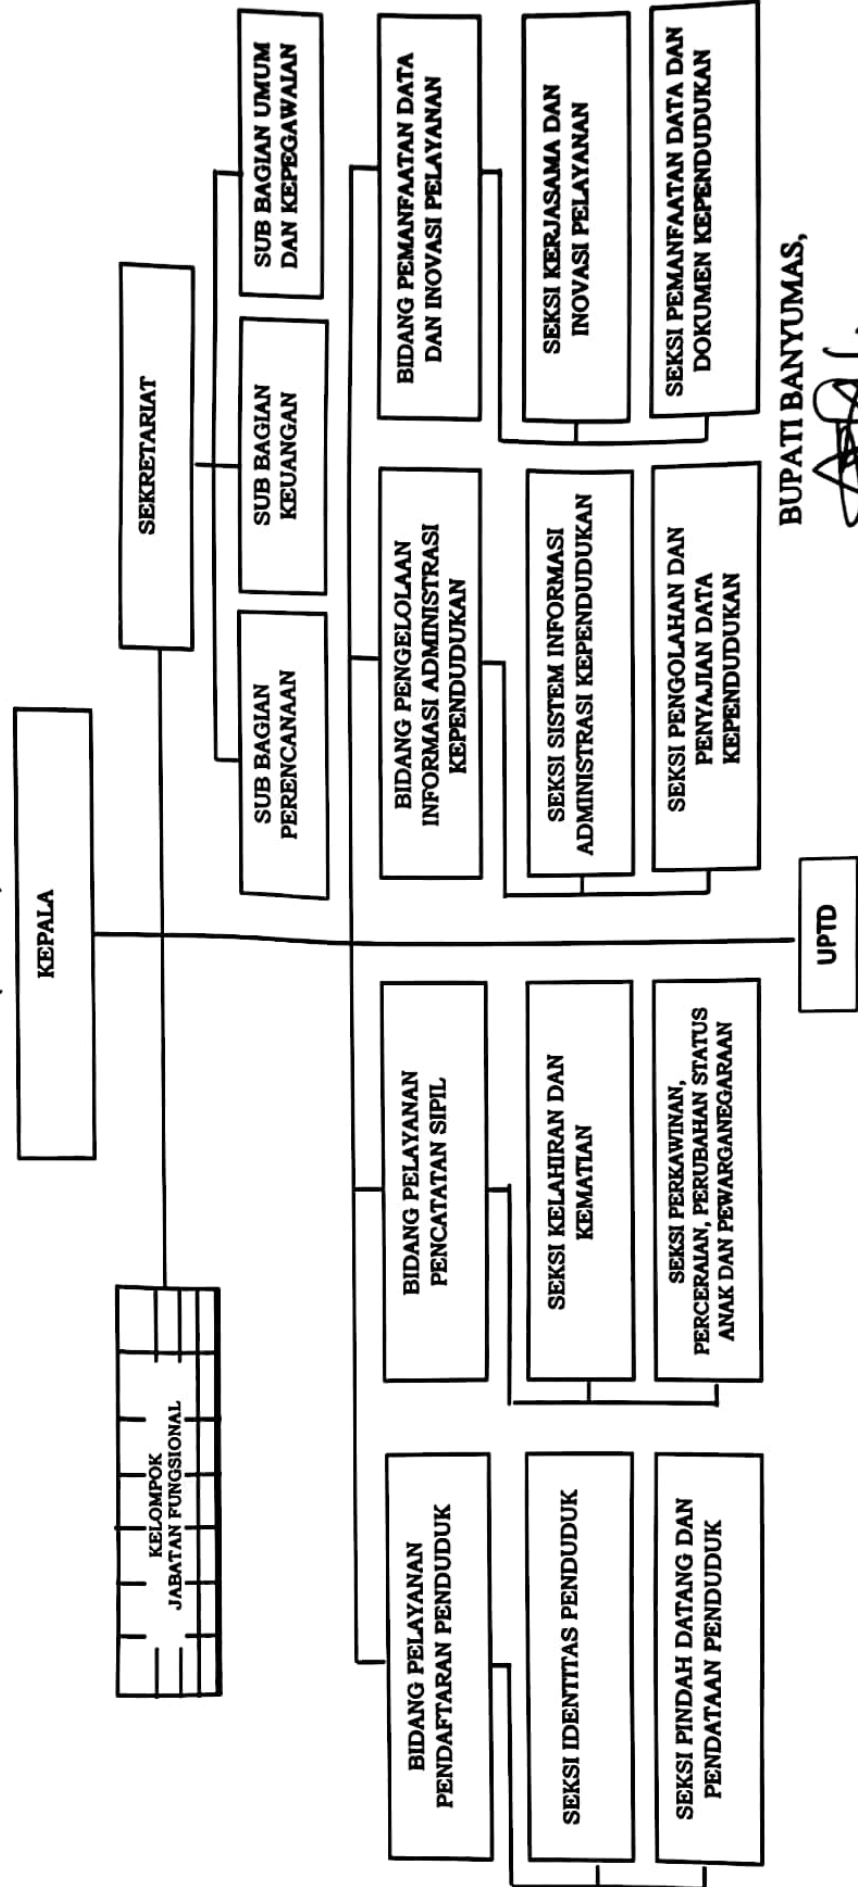 KEPALA
KELOMPOK
JABATAN FUNGSIONAL
SEKRETARIAT
SUB BAGIAN
PERENCANAAN
SUB BAGIAN
KEUANGAN
SUB BAGIAN UMUM
DAN KEPEGAWAIAN
BIDANG PELAYANAN
PENDAFTARAN PENDUDUK
BIDANG PELAYANAN
PENCATATAN SIPIL
BIDANG PENGELOLAAN
INFORMASI ADMINISTRASI
KEPENDUDUKAN
BIDANG PEMANFAATAN DATA
DAN INOVASI PELAYANAN
SEKSI IDENTITAS PENDUDUK
SEKSI KELAHIRAN DAN
KEMATIAN
SEKSI SISTEM INFORMASI
ADMINISTRASI KEPENDUDUKAN
SEKSI KERJASAMA DAN
INOVASI PELAYANAN
SEKSI PINDAH DATANG DAN
PENDATAAN PENDUDUK
SEKSI PERKAWINAN,
PERCERAIAN, PERUBAHAN STATUS
ANAK DAN PEWARGANEGARAAN
SEKSI PENGOLAHAN DAN
PENYAJIAN DATA
KEPENDUDUKAN
SEKSI PEMANFAATAN DATA DAN
DOKUMEN KEPENDUDUKAN
UPTD
BUPATI BANYUMAS,